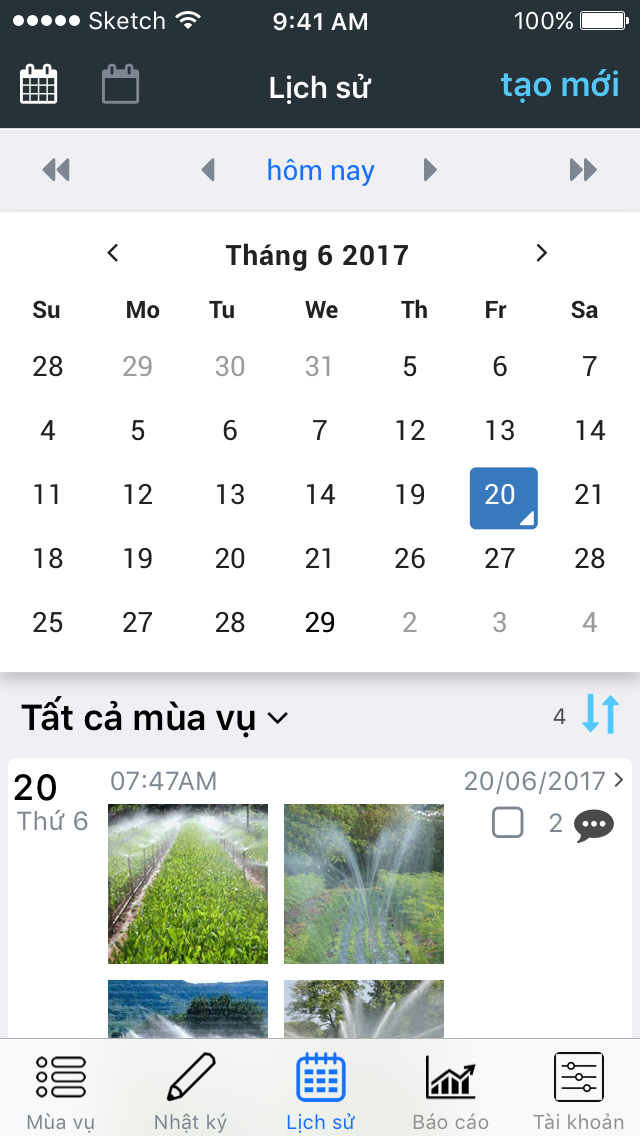 Sketch 9:41 AM 100%
Lịch sử tạo mới
hôm nay
Tháng 6 2017
Su Mo Tu We Th Fr Sa
28 29 30 31 5 6 7
4 5 6 7 12 13 14
11 12 13 14 19 20 21
18 19 20 21 26 27 28
25 27 28 29 2 3 4
Tất cả mùa vụ 4
20 07:47AM 20/06/2017
Thứ 6 2
Mùa vụ Nhật ký Lịch sử Báo cáo Tài khoản